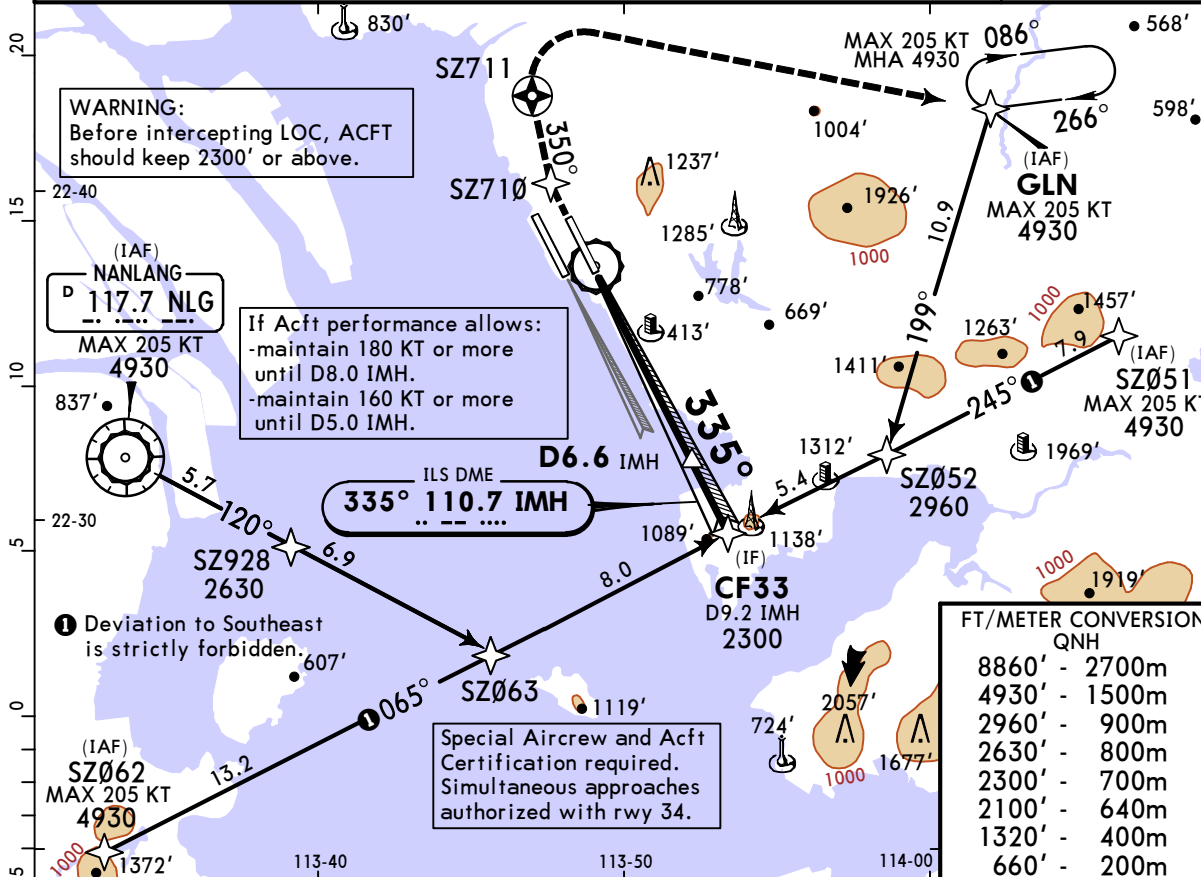 20
830'
SZ711
MAX 205 KT
MHA 4930
086°
568'
WARNING:
Before intercepting LOC, ACFT
should keep 2300' or above.
1004'
266°
598'
350°
SZ71Ø
1237'
(IAF)
GLN
MAX 205 KT
4930
22-40
15
1926'
1000
1285'
10.9
(IAF)
NANLANG
D 117.7 NLG
MAX 205 KT
4930
778'
669'
413'
199°
1000
1457'
1263'
1411'
7.9
(IAF)
SZØ51
MAX 205 KT
4930
If Acft performance allows:
-maintain 180 KT or more
until D8.0 IMH.
-maintain 160 KT or more
until D5.0 IMH.
10
837'
335°
245°
1
1312'
1969'
D6.6 IMH
5.4
SZØ52
2960
ILS DME
335° 110.7 IMH
5.7
120°
22-30
5
1089'
1138'
(IF)
CF33
D9.2 IMH
2300
SZ928
2630
6.9
8.0
1000
1919'
1 Deviation to Southeast
is strictly forbidden.
607'
SZØ63
1
065°
1119'
FT/METER CONVERSION
QNH
8860' - 2700m
4930' - 1500m
2960' - 900m
2630' - 800m
2300' - 700m
2100' - 640m
1320' - 400m
660' - 200m
0
2057'
724'
1677'
1000
Special Aircrew and Acft
Certification required.
Simultaneous approaches
authorized with rwy 34.
(IAF)
SZØ62
MAX 205 KT
4930
13.2
1000
1372'
5
113-40
113-50
114-00